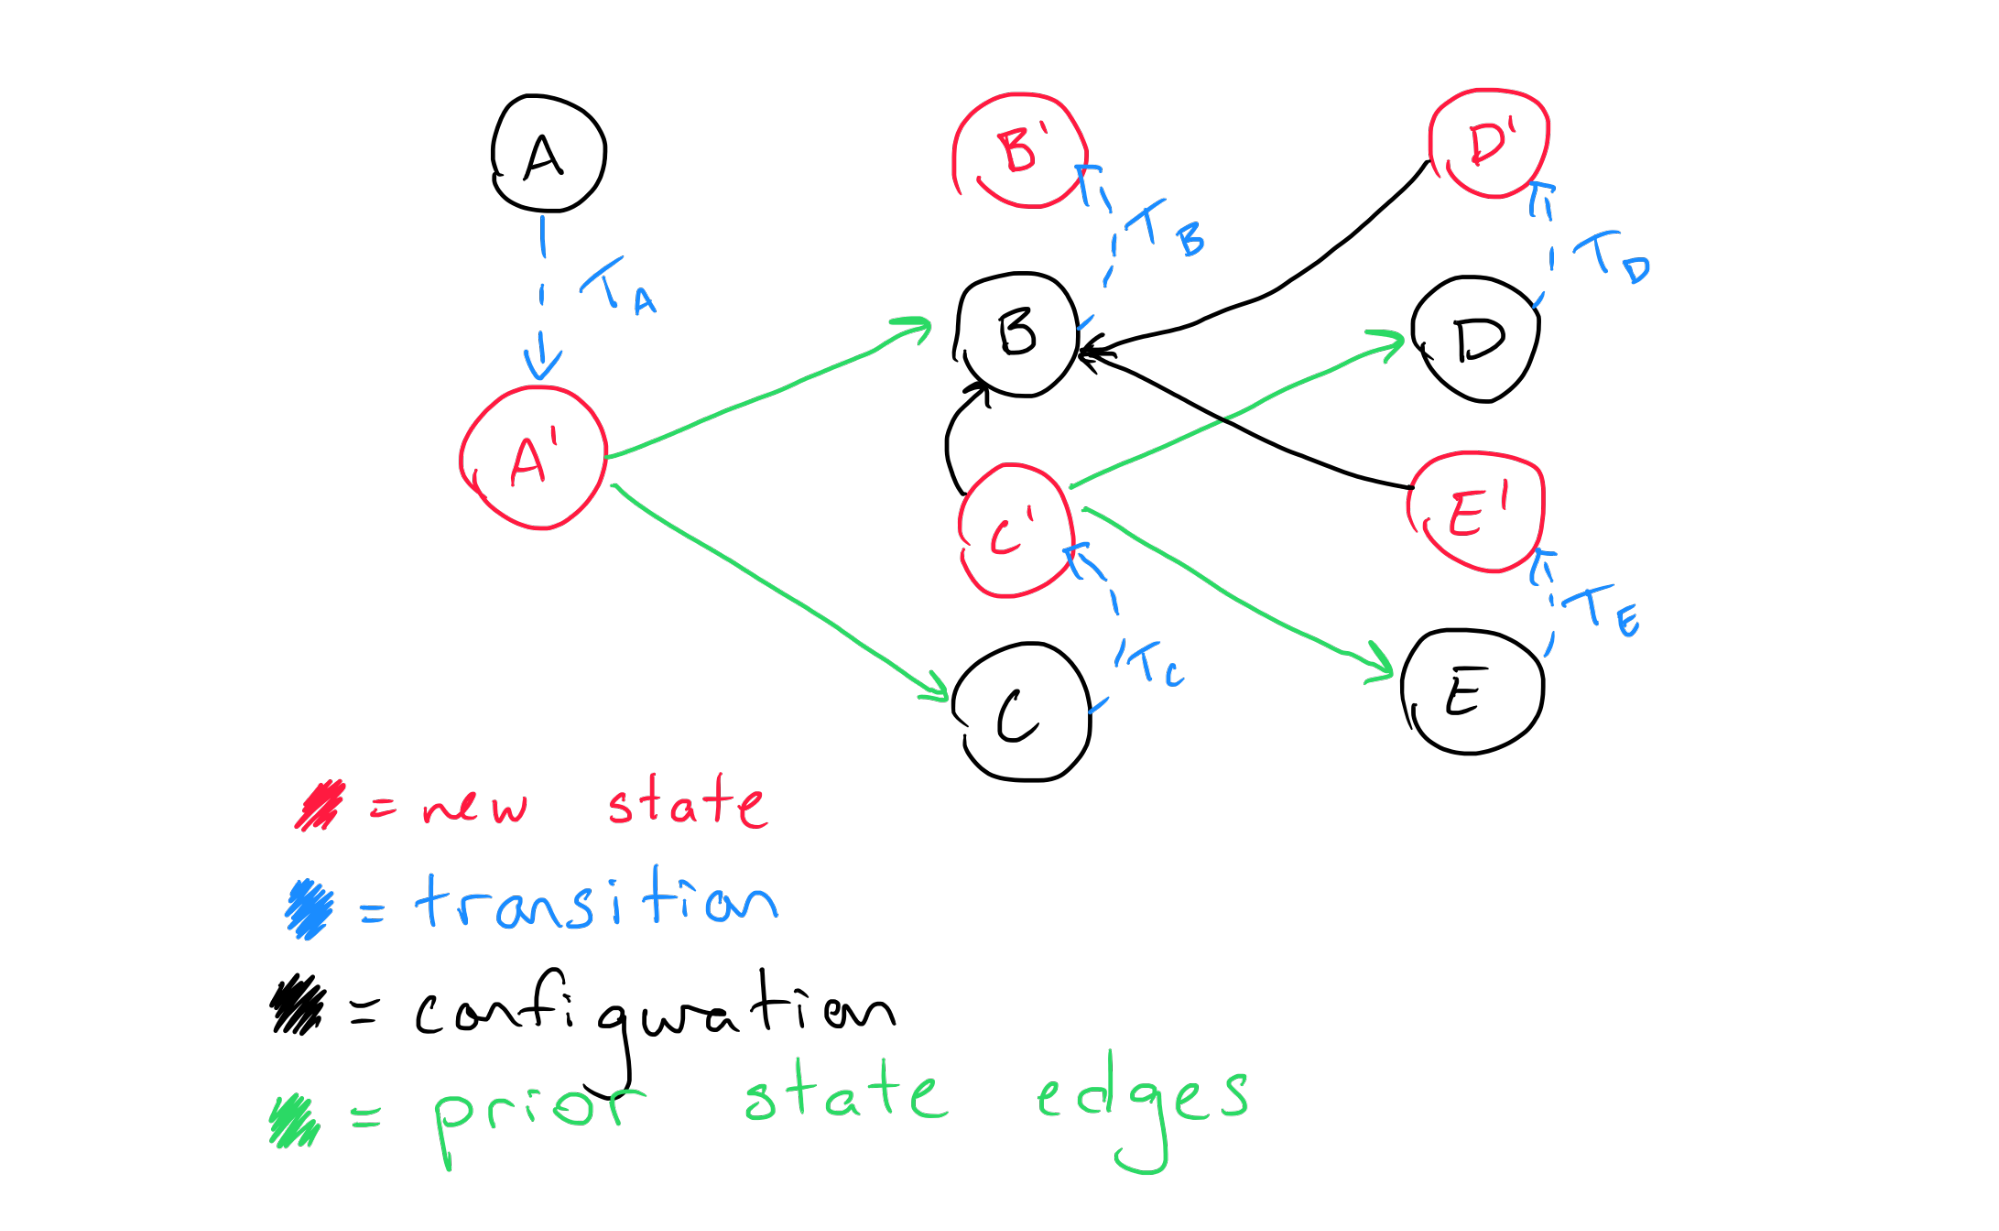 A
B'
D'
T_B
T_D
T_A
B
D
A'
C'
E'
T_E
T_C
C
E
= new state
= transition
= configuration
= prior state edges